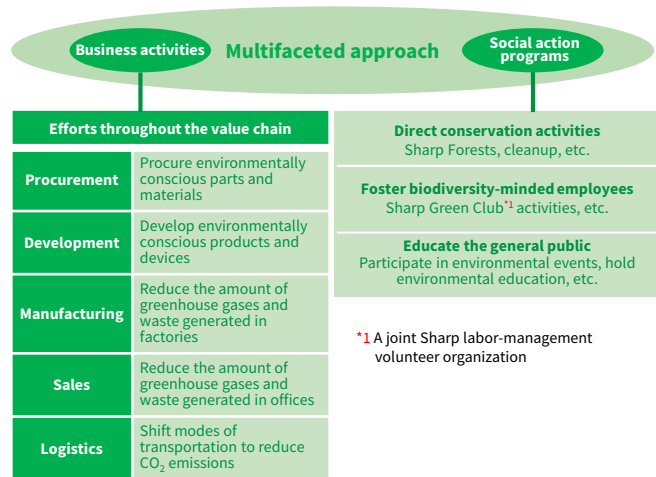 Multifaceted approach
Business activities
Social action
programs
Efforts throughout the value chain
Procurement
Procure environmentally
conscious parts and
materials
Development
Develop environmentally
conscious products and
devices
Manufacturing
Reduce the amount of
greenhouse gases and
waste generated in
factories
Sales
Reduce the amount of
greenhouse gases and
waste generated in offices
Logistics
Shift modes of
transportation to reduce
CO₂ emissions
Direct conservation activities
Sharp Forests, cleanup, etc.
Foster biodiversity-minded employees
Sharp Green Club*1 activities, etc.
Educate the general public
Participate in environmental events, hold
environmental education, etc.
*1 A joint Sharp labor-management
volunteer organization